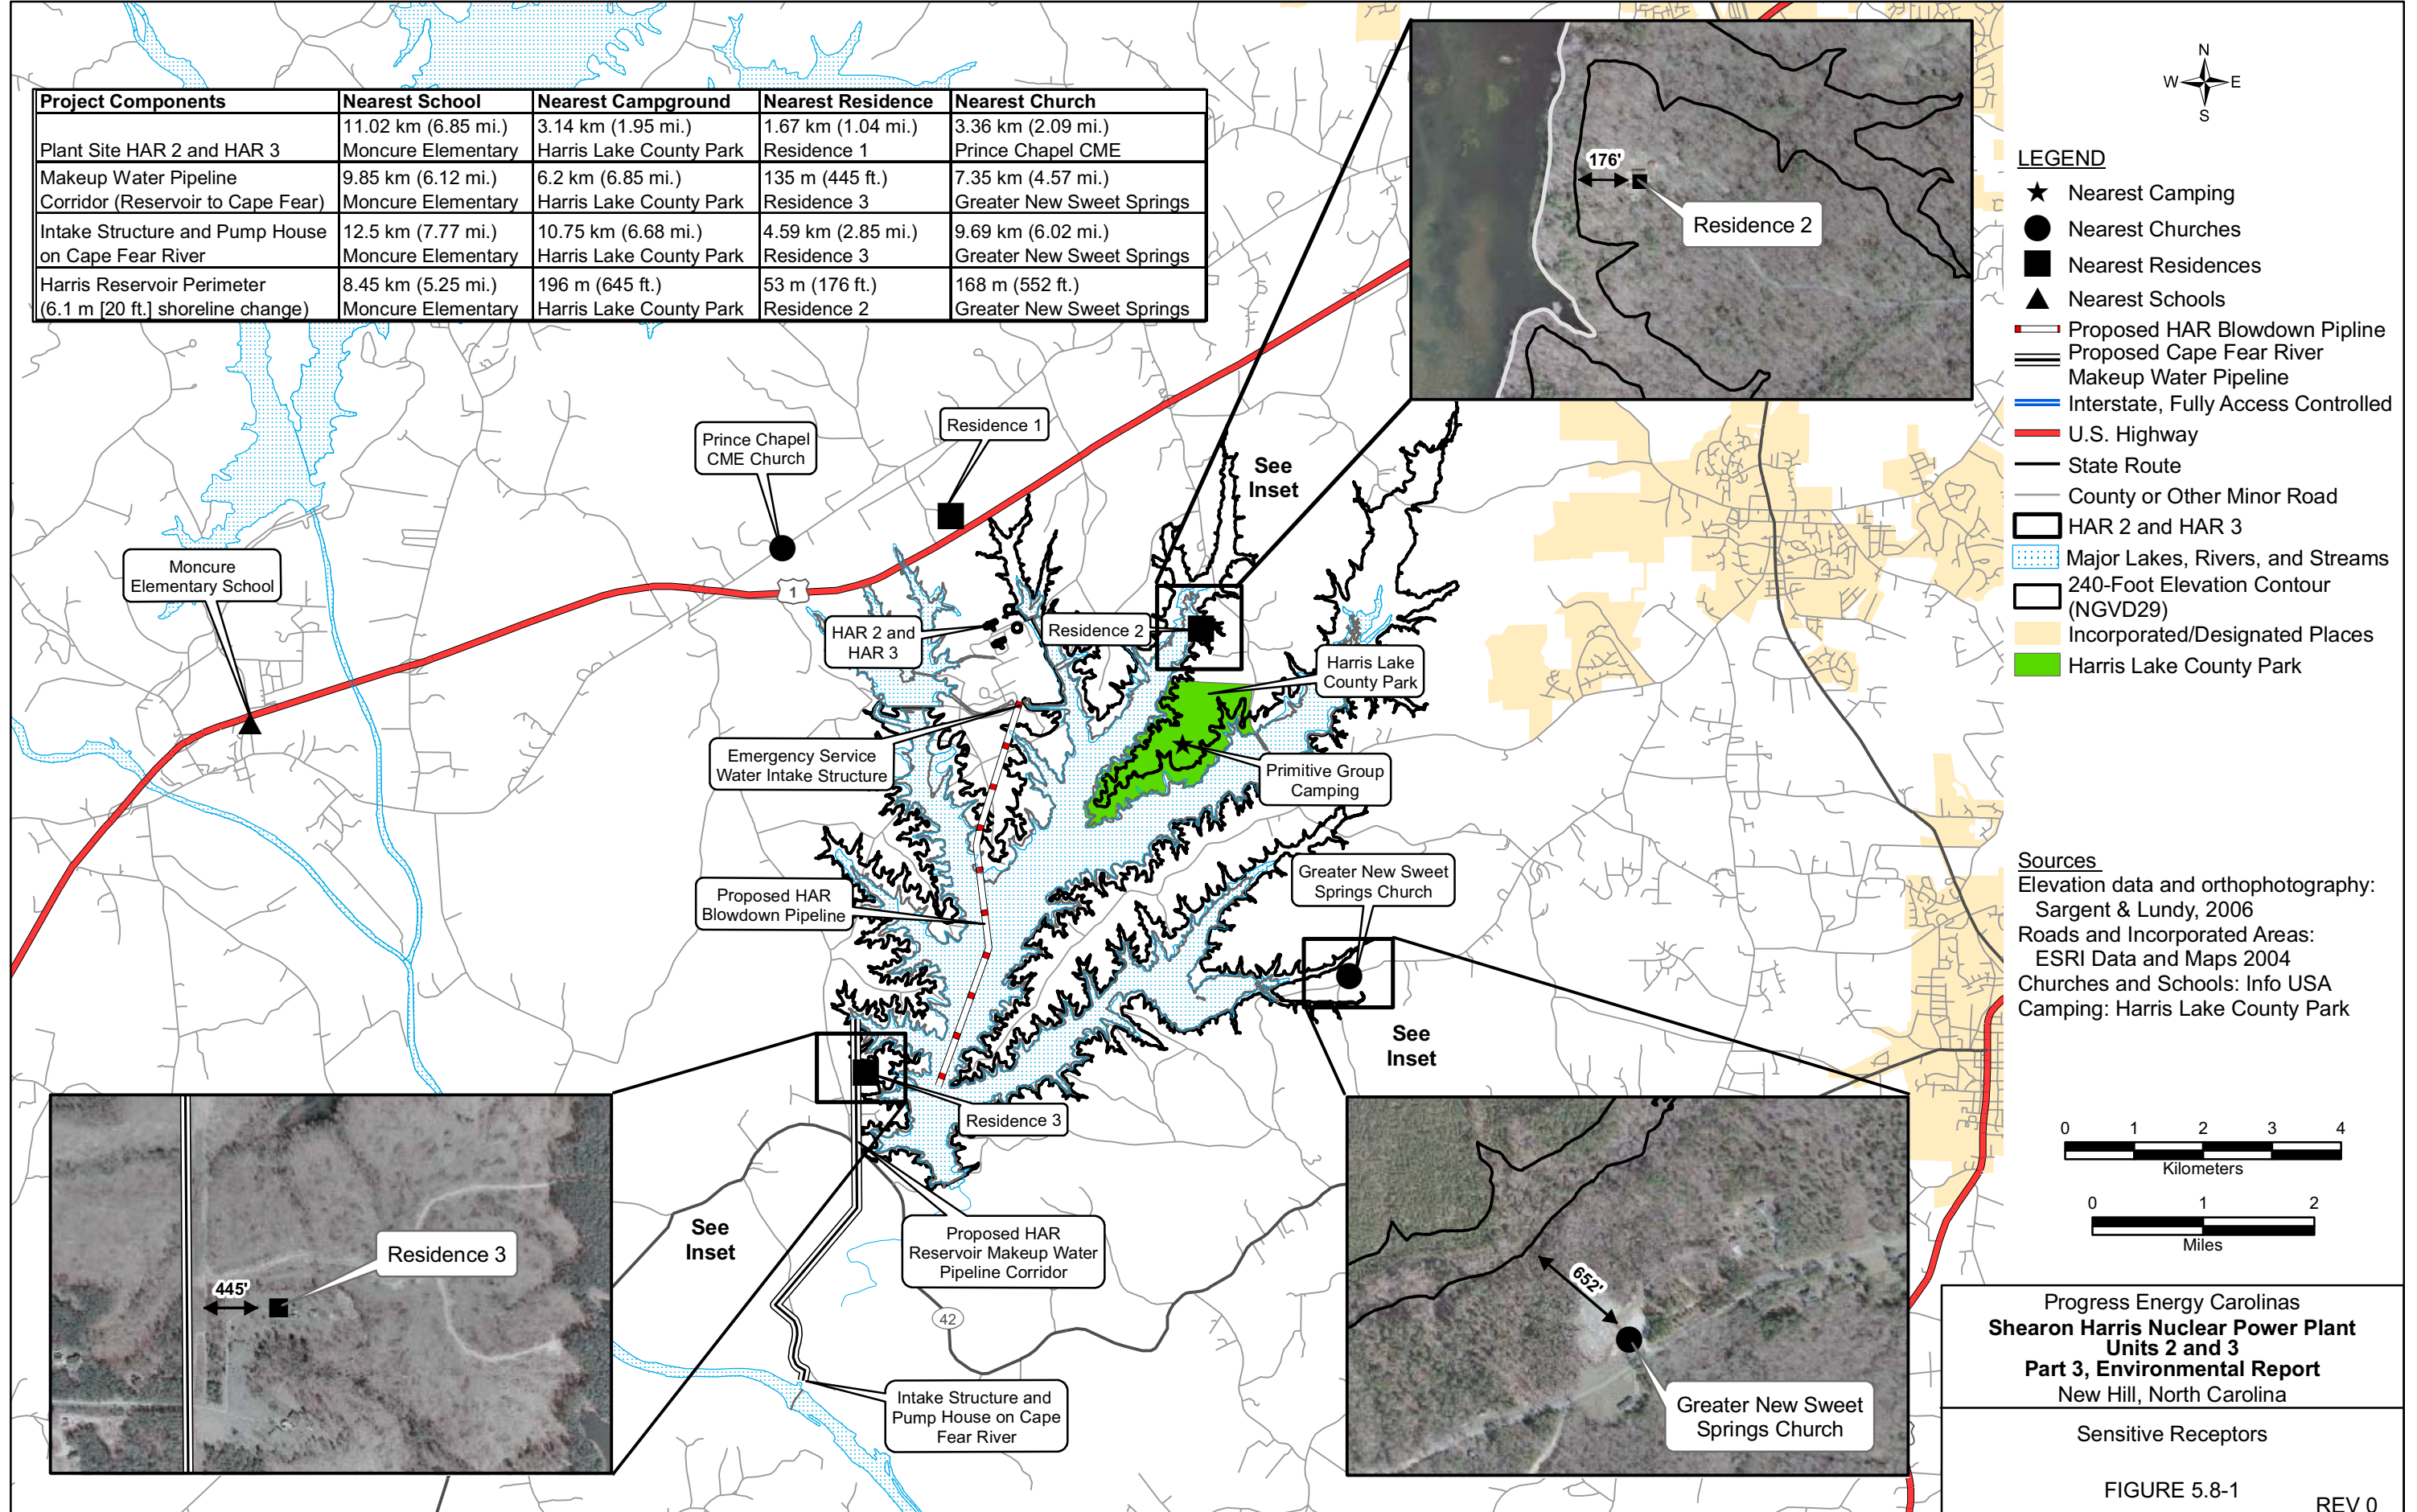 Project Components Nearest School Nearest Campground Nearest Residence Nearest Church
11.02 km (6.85 mi.) 3.14 km (1.95 mi.) 1.67 km (1.04 mi.) 3.36 km (2.09 mi.)
Plant Site HAR 2 and HAR 3 Moncure Elementary Harris Lake County Park Residence 1 Prince Chapel CME
Makeup Water Pipeline 9.85 km (6.12 mi.) 6.2 km (6.85 mi.) 135 m (445 ft.) 7.35 km (4.57 mi.)
Corridor (Reservoir to Cape Fear) Moncure Elementary Harris Lake County Park Residence 3 Greater New Sweet Springs
Intake Structure and Pump House 12.5 km (7.77 mi.) 10.75 km (6.68 mi.) 4.59 km (2.85 mi.) 9.69 km (6.02 mi.)
on Cape Fear River Moncure Elementary Harris Lake County Park Residence 3 Greater New Sweet Springs
Harris Reservoir Perimeter 8.45 km (5.25 mi.) 196 m (645 ft.) 53 m (176 ft.) 168 m (552 ft.)
(6.1 m [20 ft.] shoreline change) Moncure Elementary Harris Lake County Park Residence 2 Greater New Sweet Springs
176'
Residence 2
Residence 1
Prince Chapel
CME Church
See
Inset
Moncure
Elementary School
1
HAR 2 and
HAR 3
Residence 2
Harris Lake
County Park
Emergency Service
Water Intake Structure
Primitive Group
Camping
Proposed HAR
Blowdown Pipeline
Greater New Sweet
Springs Church
See
Inset
Residence 3
Residence 3
445'
See
Inset
Proposed HAR
Reservoir Makeup Water
Pipeline Corridor
42
Intake Structure and
Pump House on Cape
Fear River
652'
Greater New Sweet
Springs Church
N
W E
S
LEGEND
Nearest Camping
Nearest Churches
Nearest Residences
Nearest Schools
Proposed HAR Blowdown Pipline
Proposed Cape Fear River
Makeup Water Pipeline
Interstate, Fully Access Controlled
U.S. Highway
State Route
County or Other Minor Road
HAR 2 and HAR 3
Major Lakes, Rivers, and Streams
240-Foot Elevation Contour
(NGVD29)
Incorporated/Designated Places
Harris Lake County Park
Sources
Elevation data and orthophotography:
Sargent & Lundy, 2006
Roads and Incorporated Areas:
ESRI Data and Maps 2004
Churches and Schools: Info USA
Camping: Harris Lake County Park
0 1 2 3 4
Kilometers
0 1 2
Miles
Progress Energy Carolinas
Shearon Harris Nuclear Power Plant
Units 2 and 3
Part 3, Environmental Report
New Hill, North Carolina
Sensitive Receptors
FIGURE 5.8-1
REV 0